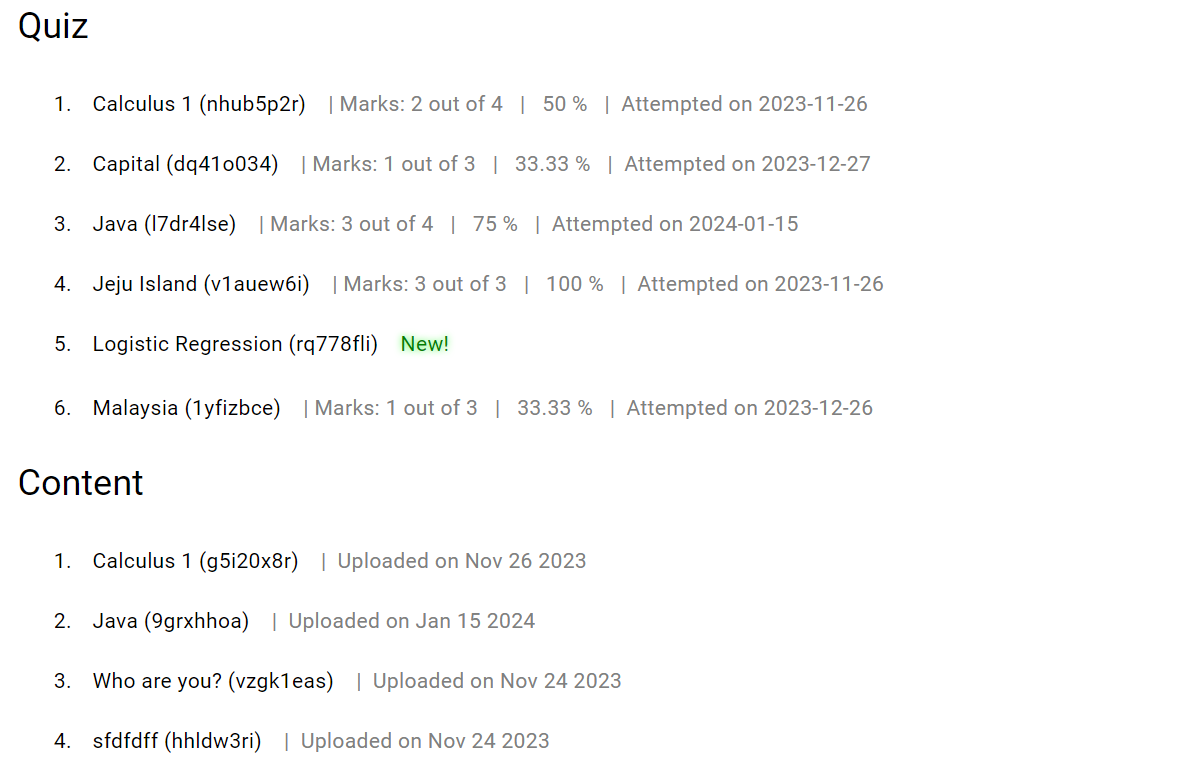 Quiz
1. Calculus 1 (nhub5p2r) | Marks: 2 out of 4 | 50 % | Attempted on 2023-11-26
2. Capital (dq41o034) | Marks: 1 out of 3 | 33.33 % | Attempted on 2023-12-27
3. Java (l7dr4lse) | Marks: 3 out of 4 | 75 % | Attempted on 2024-01-15
4. Jeju Island (v1auew6i) | Marks: 3 out of 3 | 100 % | Attempted on 2023-11-26
5. Logistic Regression (rq778fli) New!
6. Malaysia (1yfizbce) | Marks: 1 out of 3 | 33.33 % | Attempted on 2023-12-26
Content
1. Calculus 1 (g5i20x8r) | Uploaded on Nov 26 2023
2. Java (9grxhhoa) | Uploaded on Jan 15 2024
3. Who are you? (vzgk1eas) | Uploaded on Nov 24 2023
4. sfdfdff (hhldw3ri) | Uploaded on Nov 24 2023